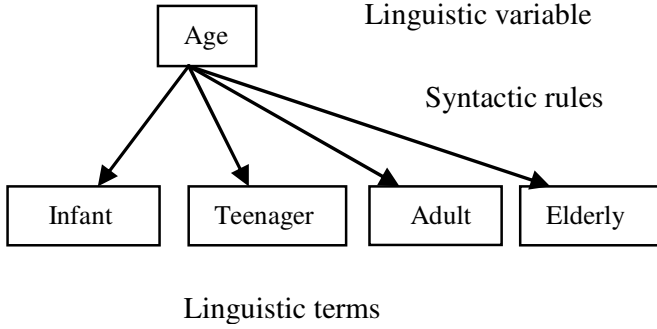 Linguistic variable
Age
Syntactic rules
Infant
Teenager
Adult
Elderly
Linguistic terms